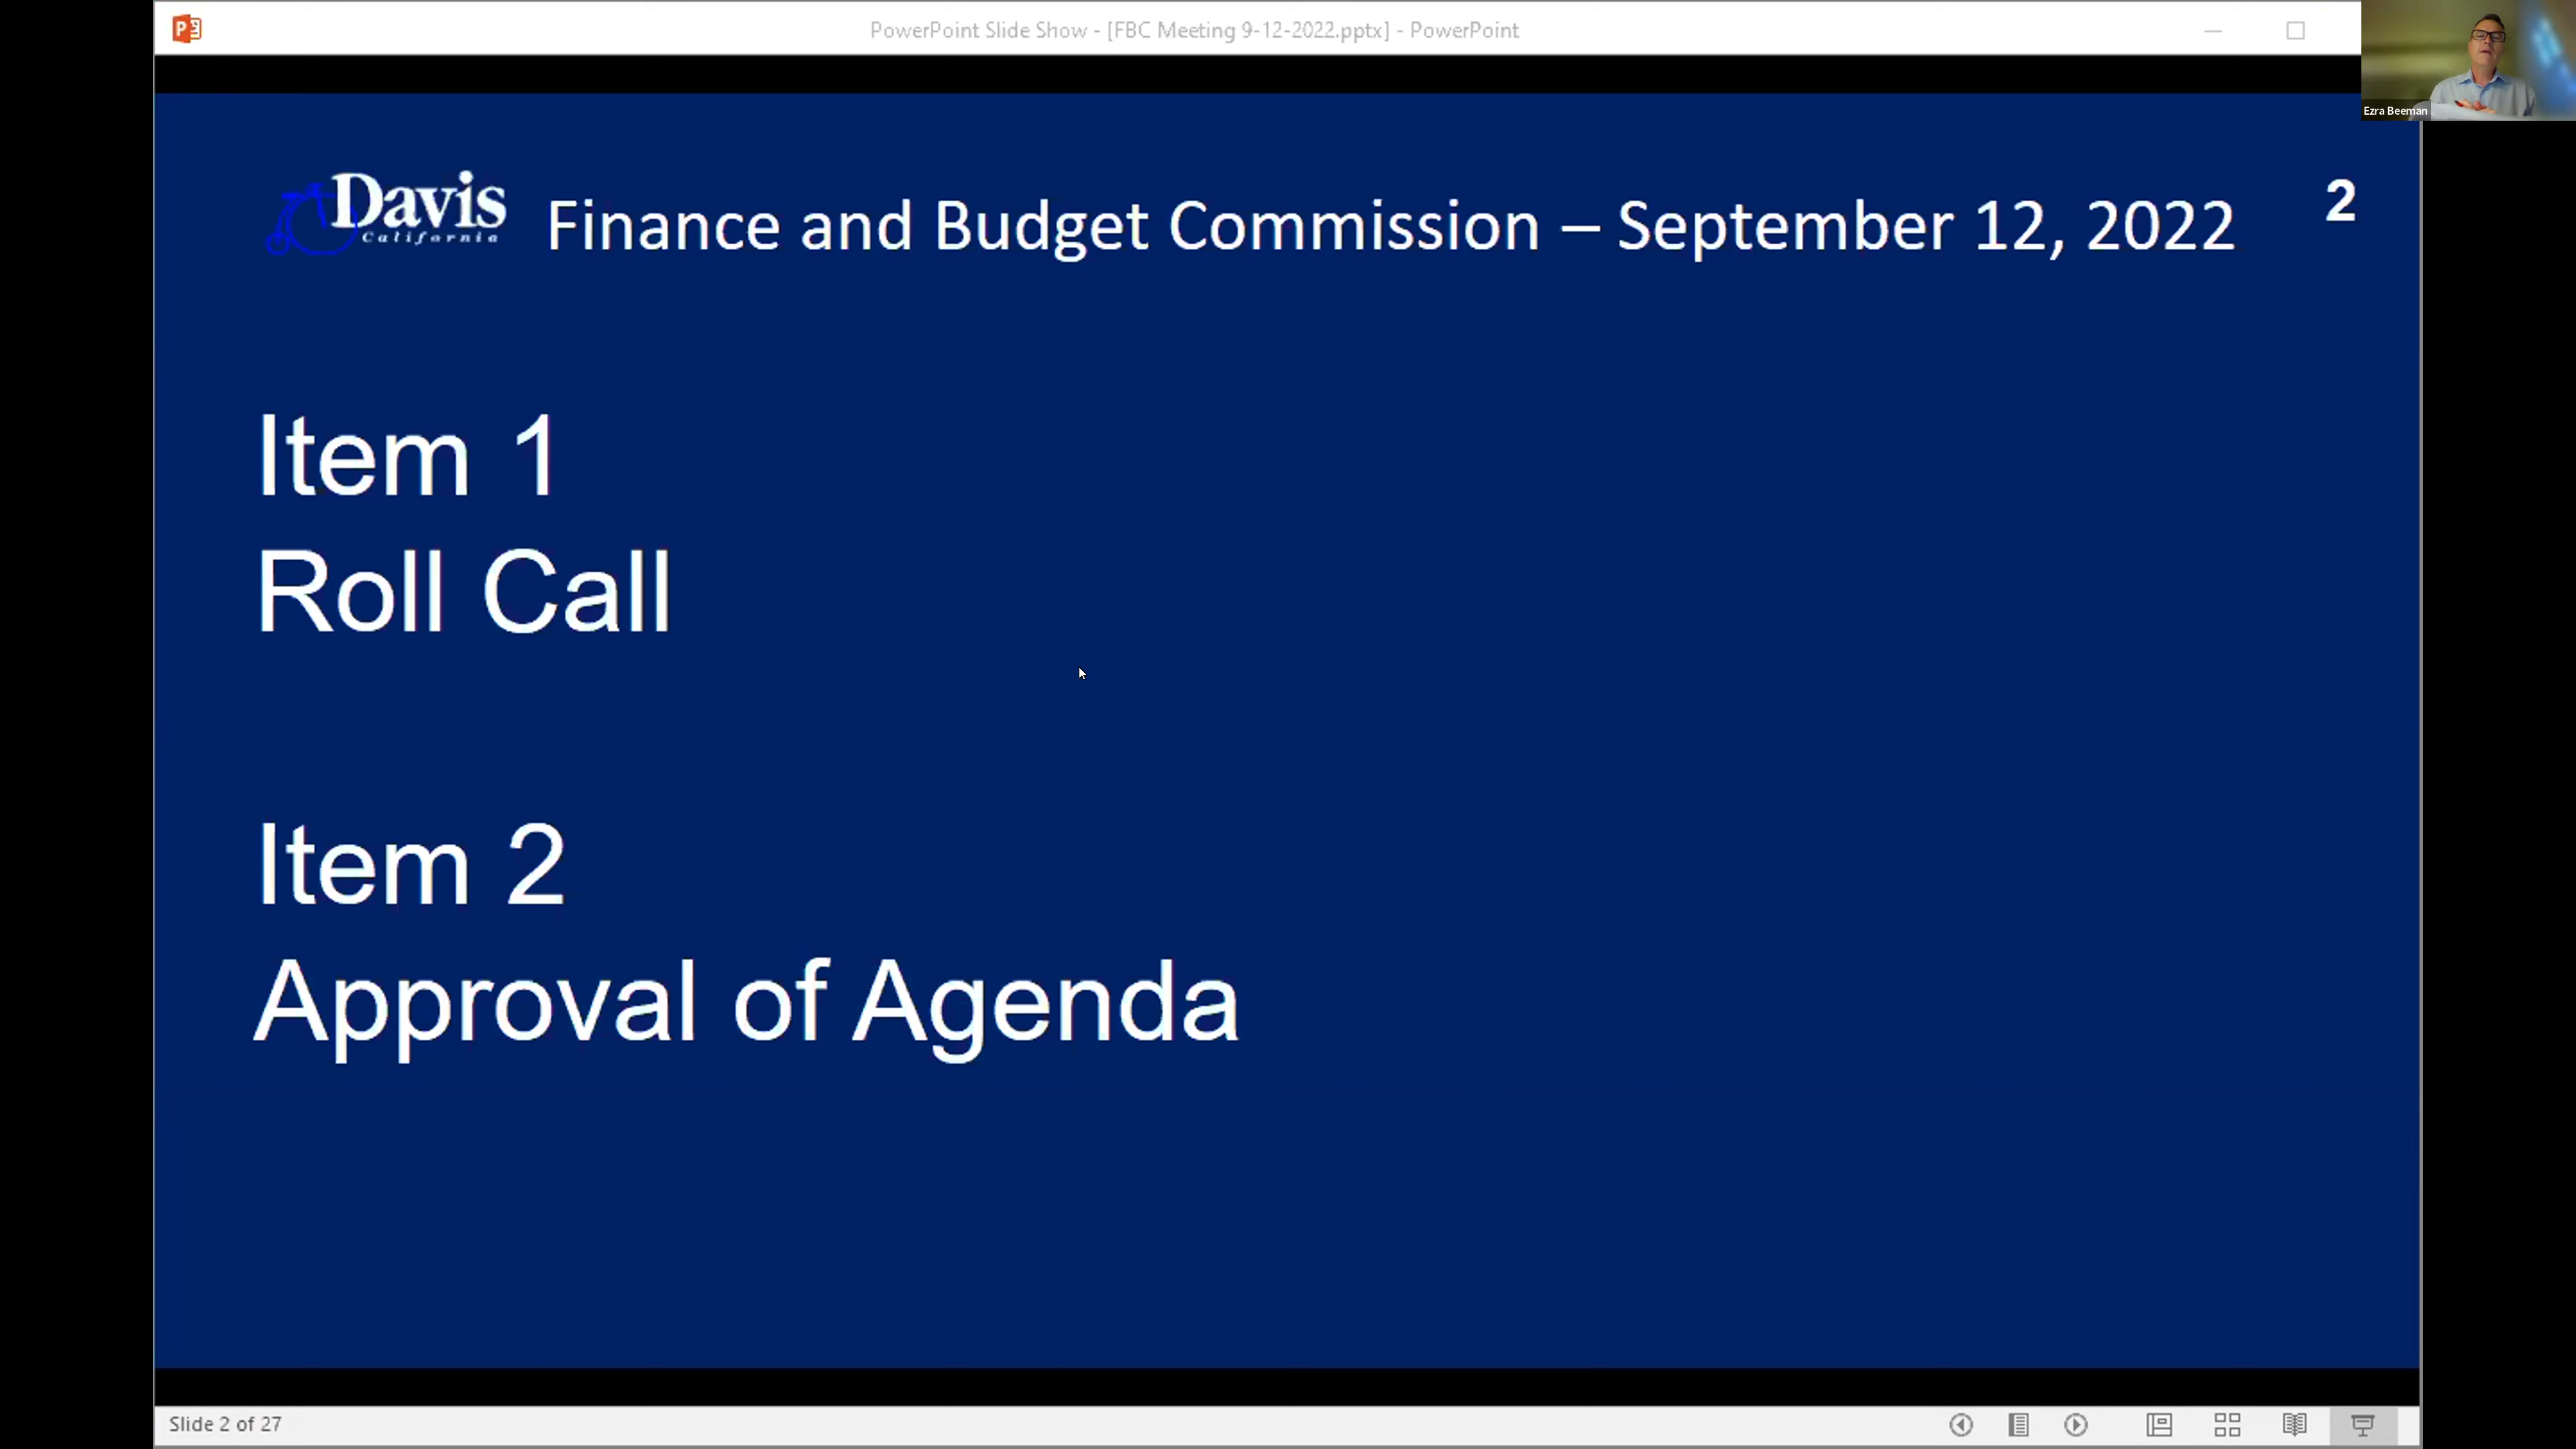 PowerPoint Slide Show - [FBC Meeting 9-12-2022.pptx] - PowerPoint
Ezra Beeman
Davis
California
Finance and Budget Commission – September 12, 2022
2
Item 1
Roll Call
Item 2
Approval of Agenda
Slide 2 of 27